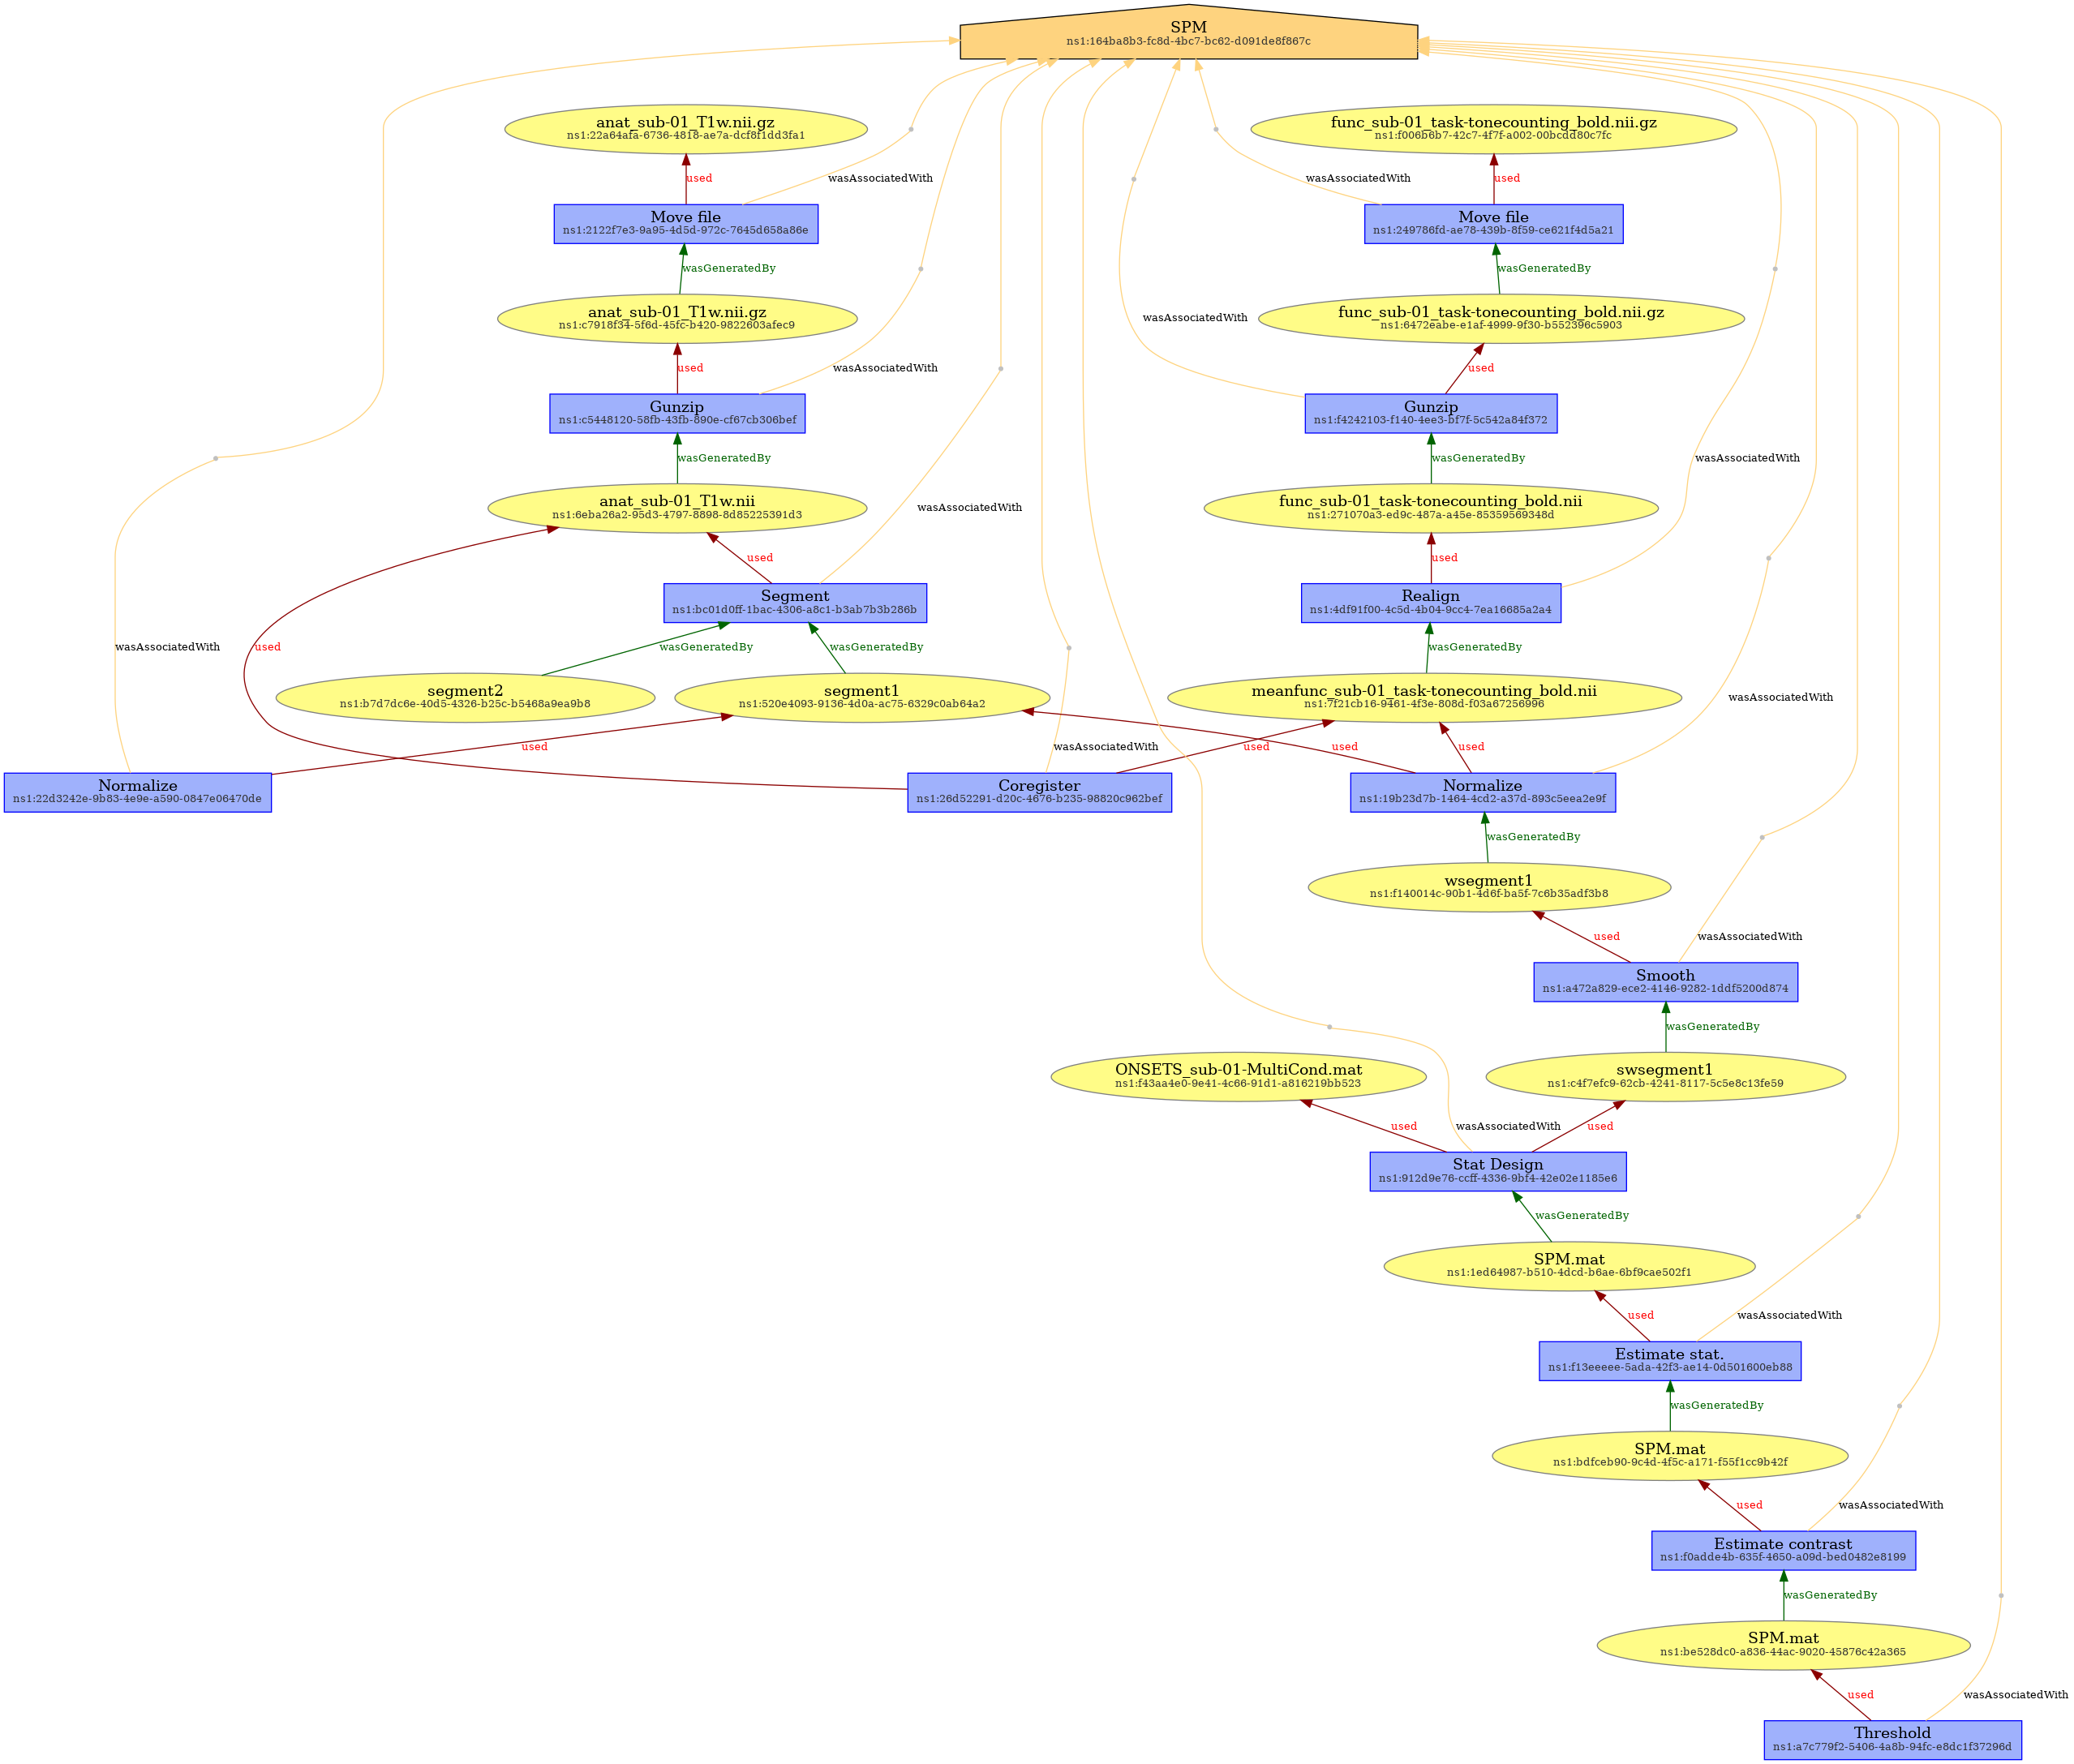 SPM
ns1:164ba8b3-fc8d-4bc7-bc62-d091de8f867c
anat_sub-01_T1w.nii.gz
ns1:22a64afa-6736-4818-ae7a-dcf8f1dd3fa1
func_sub-01_task-tonecounting_bold.nii.gz
ns1:f006b6b7-42c7-4f7f-a002-00bcdd80c7fc
used
wasAssociatedWith
wasAssociatedWith
used
Move file
ns1:2122f7e3-9a95-4d5d-972c-7645d658a86e
Move file
ns1:249786fd-ae78-439b-8f59-ce621f4d5a21
wasGeneratedBy
wasGeneratedBy
anat_sub-01_T1w.nii.gz
ns1:c7918f34-5f6d-45fc-b420-9822603afec9
wasAssociatedWith
func_sub-01_task-tonecounting_bold.nii.gz
ns1:6472eabe-e1af-4999-9f30-b552396c5903
used
wasAssociatedWith
used
Gunzip
ns1:c5448120-58fb-43fb-890e-cf67cb306bef
Gunzip
ns1:f4242103-f140-4ee3-bf7f-5c542a84f372
wasGeneratedBy
wasGeneratedBy
wasAssociatedWith
anat_sub-01_T1w.nii
ns1:6eba26a2-95d3-4797-8898-8d85225391d3
wasAssociatedWith
func_sub-01_task-tonecounting_bold.nii
ns1:271070a3-ed9c-487a-a45e-85359569348d
used
used
Segment
ns1:bc01d0ff-1bac-4306-a8c1-b3ab7b3b286b
Realign
ns1:4df91f00-4c5d-4b04-9cc4-7ea16685a2a4
wasAssociatedWith
used
wasGeneratedBy
wasGeneratedBy
wasGeneratedBy
segment2
ns1:b7d7dc6e-40d5-4326-b25c-b5468a9ea9b8
segment1
ns1:520e4093-9136-4d0a-ac75-6329c0ab64a2
meanfunc_sub-01_task-tonecounting_bold.nii
ns1:7f21cb16-9461-4f3e-808d-f03a67256996
wasAssociatedWith
used
wasAssociatedWith
used
used
used
Normalize
ns1:22d3242e-9b83-4e9e-a590-0847e06470de
Coregister
ns1:26d52291-d20c-4676-b235-98820c962bef
Normalize
ns1:19b23d7b-1464-4cd2-a37d-893c5eea2e9f
wasGeneratedBy
wsegment1
ns1:f140014c-90b1-4d6f-ba5f-7c6b35adf3b8
used
wasAssociatedWith
Smooth
ns1:a472a829-ece2-4146-9282-1ddf5200d874
wasGeneratedBy
ONSETS_sub-01-MultiCond.mat
ns1:f43aa4e0-9e41-4c66-91d1-a816219bb523
swsegment1
ns1:c4f7efc9-62cb-4241-8117-5c5e8c13fe59
used
wasAssociatedWith
used
Stat Design
ns1:912d9e76-ccff-4336-9bf4-42e02e1185e6
wasGeneratedBy
SPM.mat
ns1:1ed64987-b510-4dcd-b6ae-6bf9cae502f1
used
wasAssociatedWith
Estimate stat.
ns1:f13eeeee-5ada-42f3-ae14-0d501600eb88
wasGeneratedBy
SPM.mat
ns1:bdfceb90-9c4d-4f5c-a171-f55f1cc9b42f
used
wasAssociatedWith
Estimate contrast
ns1:f0adde4b-635f-4650-a09d-bed0482e8199
wasGeneratedBy
SPM.mat
ns1:be528dc0-a836-44ac-9020-45876c42a365
used
wasAssociatedWith
Threshold
ns1:a7c779f2-5406-4a8b-94fc-e8dc1f37296d